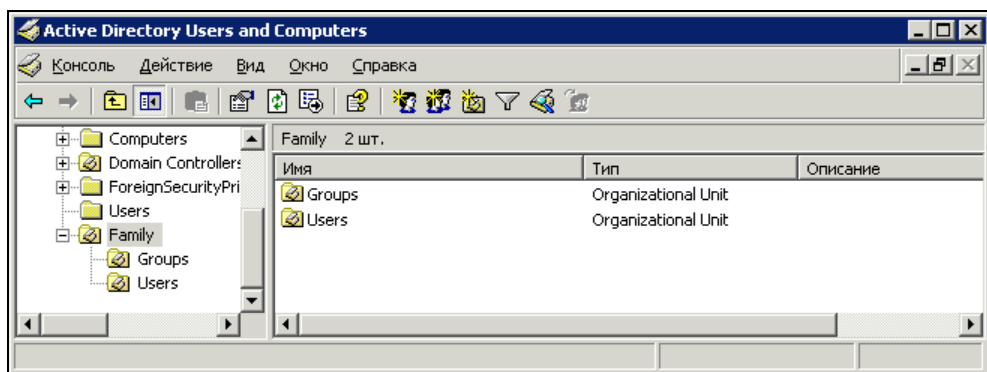 Active Directory Users and Computers
Консоль Действие Вид Окно Справка
Family 2 шт.
Имя Тип Описание
Groups Organizational Unit
Users Organizational Unit
Computers
Domain Controllers
ForeignSecurityPri
Users
Family
Groups
Users